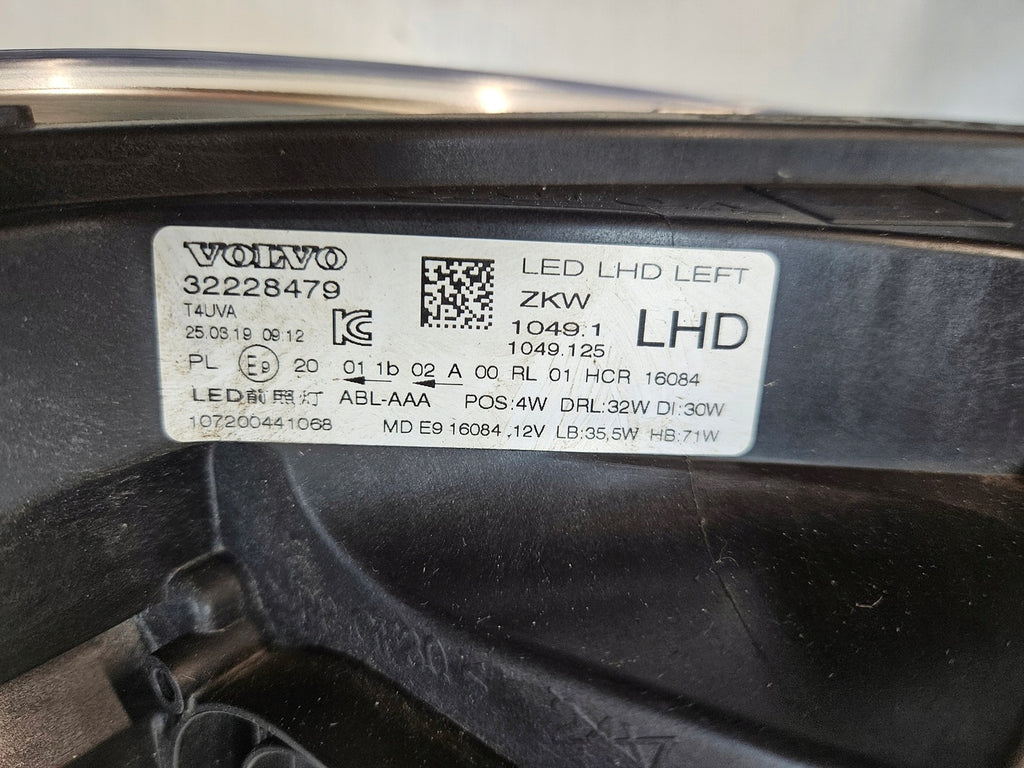 VOLVO
32228479
T4UVA
25.03.19 09:12
LED LHD LEFT
ZKW
1049.1
1049.125
LHD
PL E9 20 01 1b 02 A 00 RL 01 HCR 16084
LED前照灯 ABL-AAA POS:4W DRL:32W DI:30W
107200441068 MD E9 16084,12V LB:35,5W HB:71W